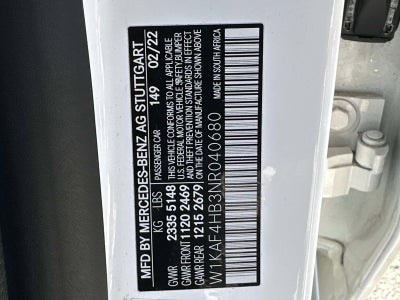 MFD BY MERCEDES-BENZ AG STUTTGART
PASSENGER CAR 149 02/22
KG LBS
GAWR 2335 5148
GAWR FRONT 1120 2469
GAWR REAR 1215 2679
THIS VEHICLE CONFORMS TO ALL APPLICABLE
U.S. FEDERAL MOTOR VEHICLE SAFETY BUMPER
AND THEFT PREVENTION STANDARDS IN EFFECT
ON THE DATE OF MANUFACTURE SHOWN ABOVE
W1KAF4HB3NR040680
MADE IN SOUTH AFRICA